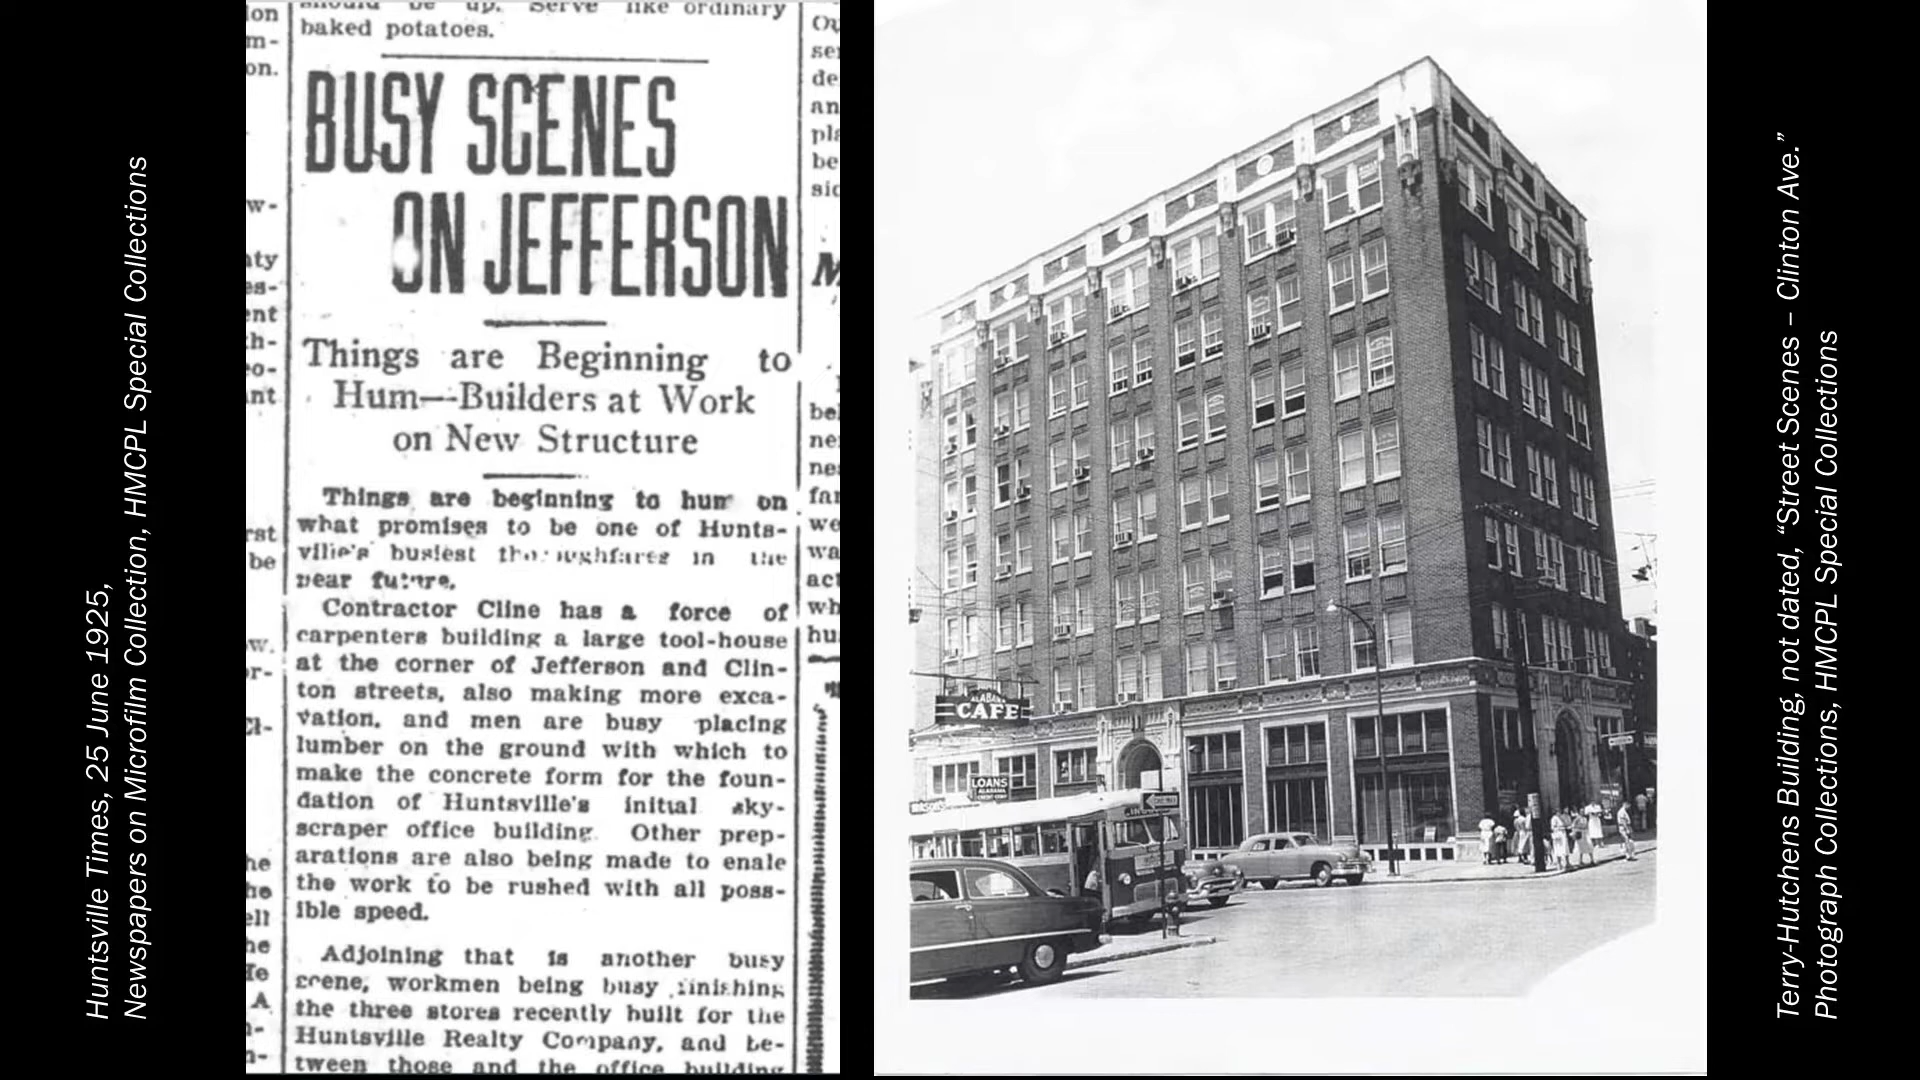 Huntsville Times, 25 June 1925,
Newspapers on Microfilm Collection, HMCPL Special Collections
should be up. Serve like ordinary
baked potatoes.
BUSY SCENES
ON JEFFERSON
Things are Beginning to
Hum—Builders at Work
on New Structure
Things are beginning to hum on
what promises to be one of Hunts-
ville's busiest thoroughfares in the
near future.
Contractor Cline has a force of
carpenters building a large tool-house
at the corner of Jefferson and Clin-
ton streets, also making more exca-
vation, and men are busy placing
lumber on the ground with which to
make the concrete form for the foun-
dation of Huntsville's initial sky-
scraper office building. Other prep-
arations are also being made to enale
the work to be rushed with all poss-
ible speed.
Adjoining that is another busy
scene, workmen being busy finishing
the three stores recently built for the
Huntsville Realty Company, and be-
tween those and the office building
ALABAMA
CAFE
LOANS
ALABAMA
Terry-Hutchens Building, not dated, “Street Scenes – Clinton Ave.”
Photograph Collections, HMCPL Special Collections